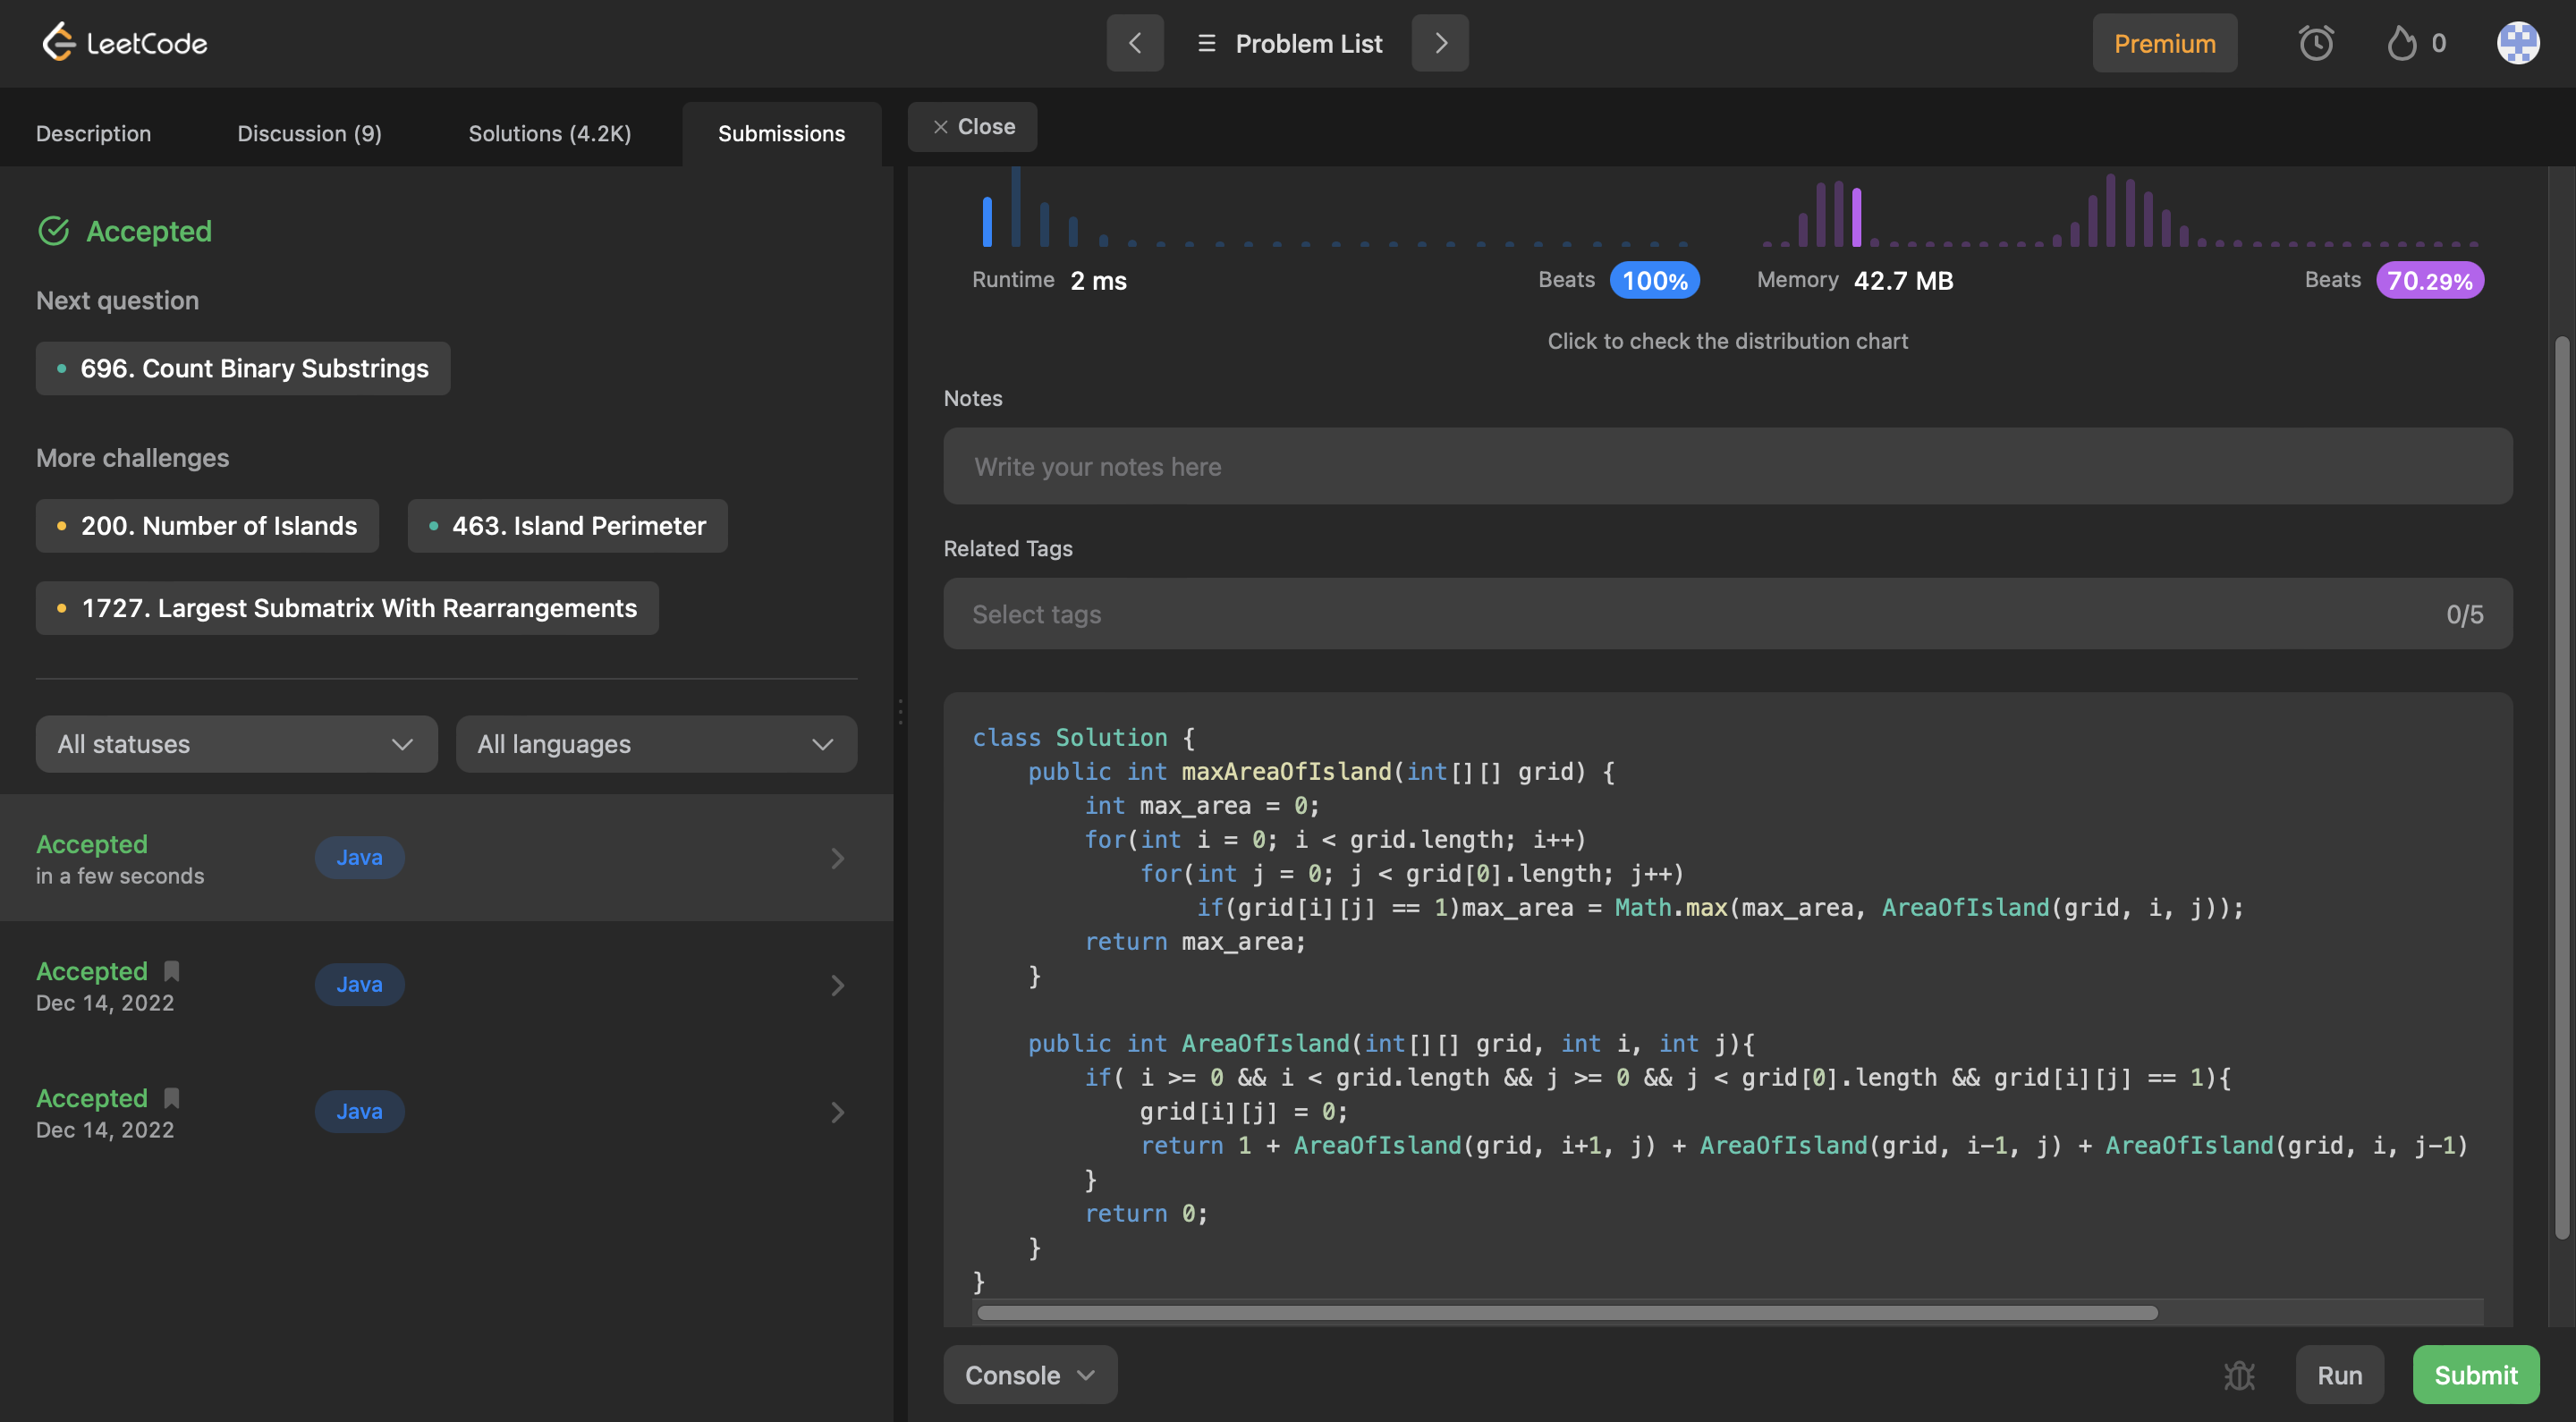 LeetCode
Problem List
Premium
0
Description
Discussion (9)
Solutions (4.2K)
Submissions
Close
Accepted
Next question
696. Count Binary Substrings
More challenges
200. Number of Islands
463. Island Perimeter
1727. Largest Submatrix With Rearrangements
All statuses
All languages
Accepted
in a few seconds
Java
Accepted
Dec 14, 2022
Java
Accepted
Dec 14, 2022
Java
Runtime 2 ms
Beats 100%
Memory 42.7 MB
Beats 70.29%
Click to check the distribution chart
Notes
Write your notes here
Related Tags
Select tags
0/5
class Solution {
    public int maxAreaOfIsland(int[][] grid) {
        int max_area = 0;
        for(int i = 0; i < grid.length; i++)
            for(int j = 0; j < grid[0].length; j++)
                if(grid[i][j] == 1)max_area = Math.max(max_area, AreaOfIsland(grid, i, j));
        return max_area;
    }
    public int AreaOfIsland(int[][] grid, int i, int j){
        if( i >= 0 && i < grid.length && j >= 0 && j < grid[0].length && grid[i][j] == 1){
            grid[i][j] = 0;
            return 1 + AreaOfIsland(grid, i+1, j) + AreaOfIsland(grid, i-1, j) + AreaOfIsland(grid, i, j-1)
        }
        return 0;
    }
}
Console
Run
Submit